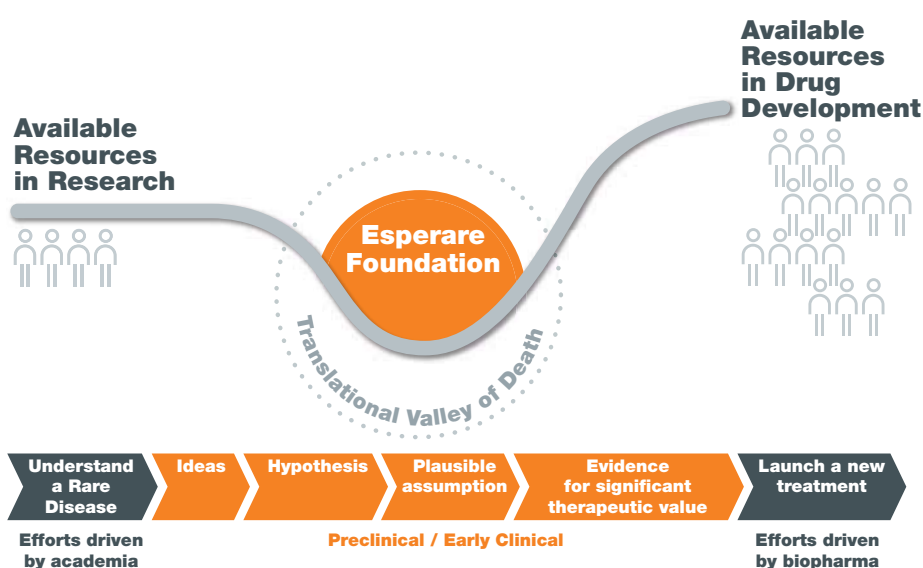 Available
Resources
in Drug
Development
Available
Resources
in Research
Esperare
Foundation
Translational Valley of Death
Understand
a Rare
Disease
Ideas
Hypothesis
Plausible
assumption
Evidence
for significant
therapeutic value
Launch a new
treatment
Efforts driven
by academia
Preclinical / Early Clinical
Efforts driven
by biopharma